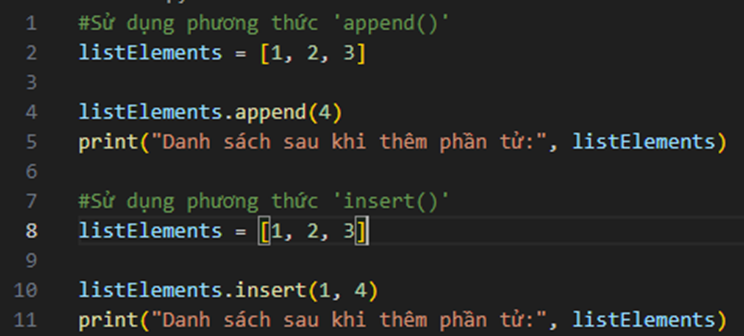 1 #Sử dụng phương thức 'append()'
2 listElements = [1, 2, 3]
3
4 listElements.append(4)
5 print("Danh sách sau khi thêm phần tử:", listElements)
6
7 #Sử dụng phương thức 'insert()'
8 listElements = [1, 2, 3]
9
10 listElements.insert(1, 4)
11 print("Danh sách sau khi thêm phần tử:", listElements)